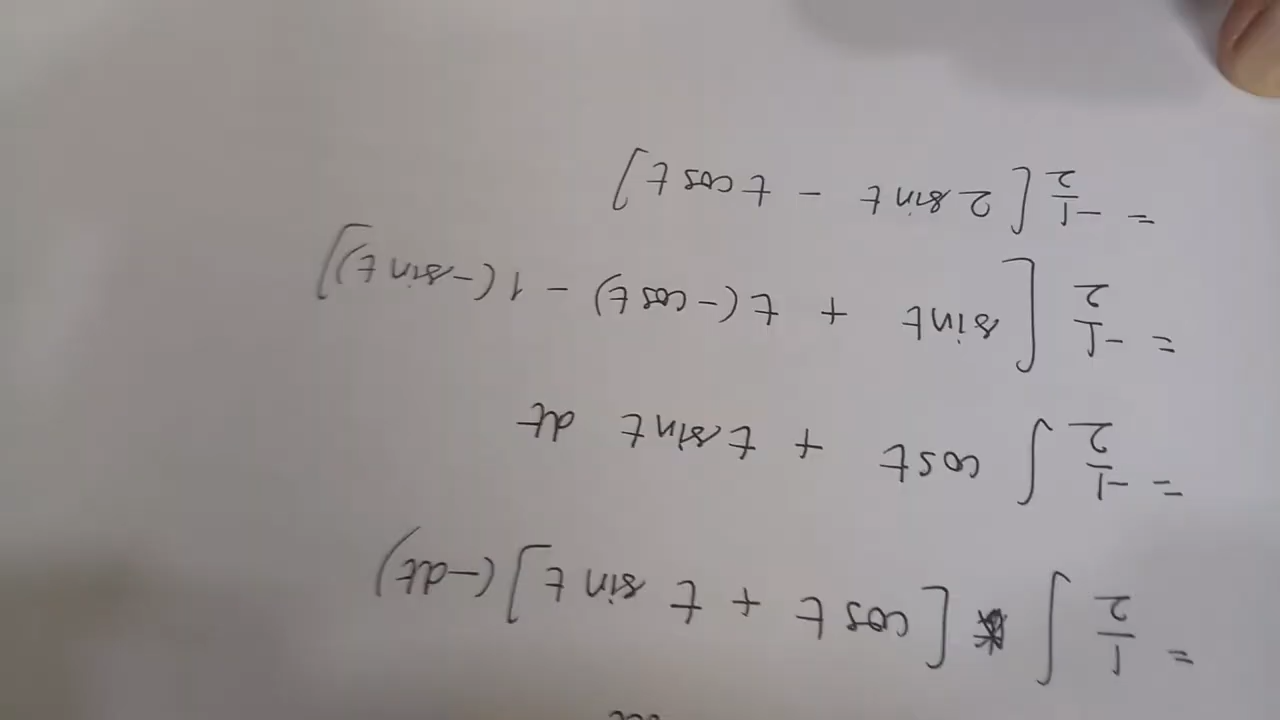 = 1/2 ∫ [cos t + t sin t] (-dt)
= -1/2 ∫ cos t + t sin t dt
= -1/2 [sin t + t(-cos t) - 1(-sin t)]
= -1/2 [2 sin t - t cos t]